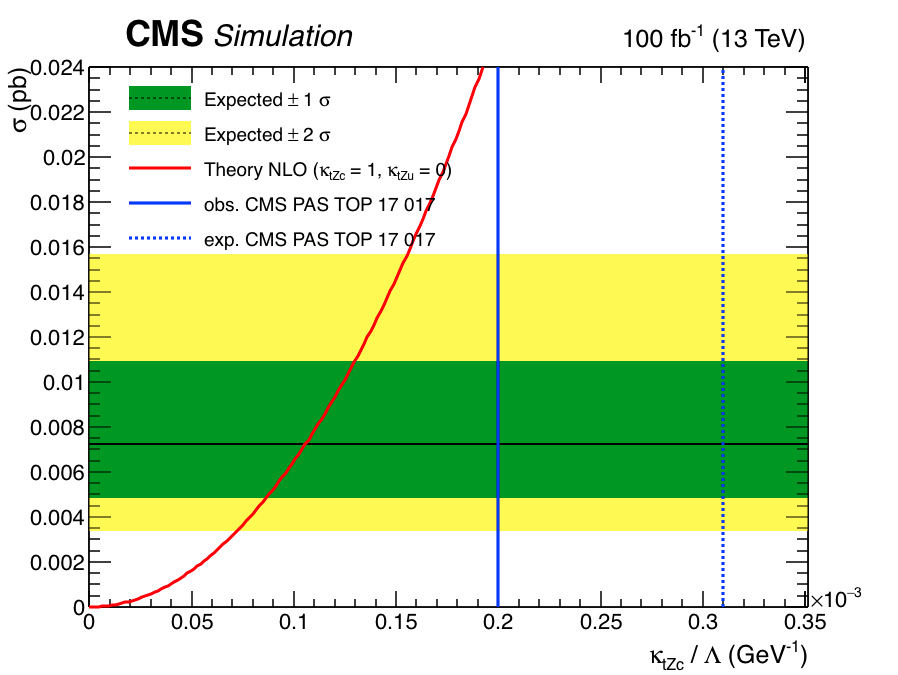 CMS Simulation
100 fb⁻¹ (13 TeV)
σ (pb)
0.024
0.022
0.02
0.018
0.016
0.014
0.012
0.01
0.008
0.006
0.004
0.002
0
Expected ± 1 σ
Expected ± 2 σ
Theory NLO (κtZc = 1, κtZu = 0)
obs. CMS PAS TOP 17 017
exp. CMS PAS TOP 17 017
0 0.05 0.1 0.15 0.2 0.25 0.3 0.35
×10⁻³
κtZc / Λ (GeV⁻¹)